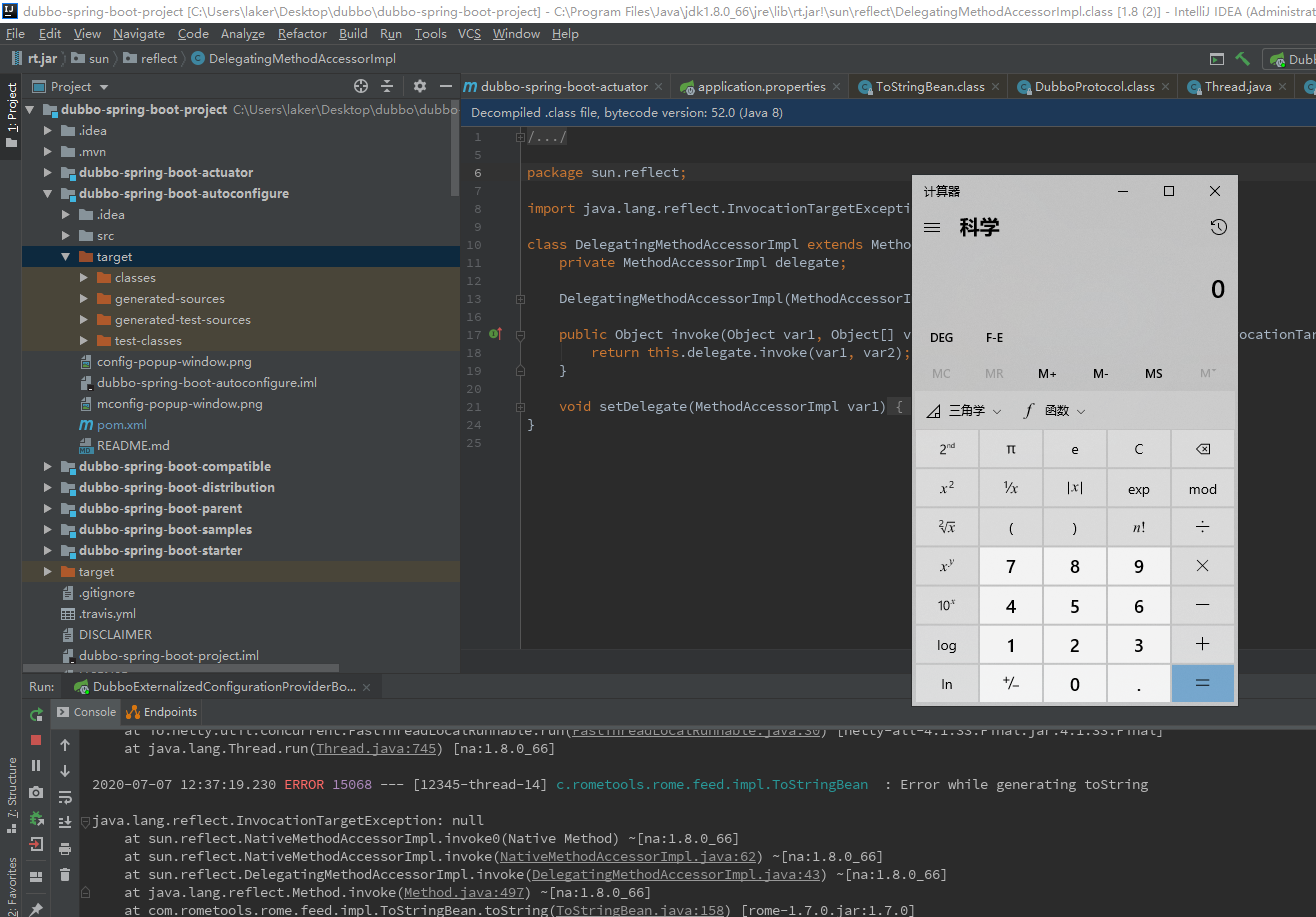 dubbo-spring-boot-project [C:\Users\laker\Desktop\dubbo\dubbo-spring-boot-project] - C:\Program Files\Java\jdk1.8.0_66\jre\lib\rt.jar!\sun\reflect\DelegatingMethodAccessorImpl.class [1.8 (2)] - IntelliJ IDEA (Administrat
File Edit View Navigate Code Analyze Refactor Build Run Tools VCS Window Help
rt.jar sun reflect DelegatingMethodAccessorImpl Dubb
1: Project
Project
dubbo-spring-boot-actuator application.properties ToStringBean.class DubboProtocol.class Thread.java
dubbo-spring-boot-project C:\Users\laker\Desktop\dubbo\dubbo
.idea
.mvn
dubbo-spring-boot-actuator
dubbo-spring-boot-autoconfigure
.idea
src
target
classes
generated-sources
generated-test-sources
test-classes
config-popup-window.png
dubbo-spring-boot-autoconfigure.iml
mconfig-popup-window.png
pom.xml
README.md
dubbo-spring-boot-compatible
dubbo-spring-boot-distribution
dubbo-spring-boot-parent
dubbo-spring-boot-samples
dubbo-spring-boot-starter
target
.gitignore
.travis.yml
DISCLAIMER
dubbo-spring-boot-project.iml
Decompiled .class file, bytecode version: 52.0 (Java 8)
1 /.../
5
6 package sun.reflect;
7
8 import java.lang.reflect.InvocationTargetExcepti
9
10 class DelegatingMethodAccessorImpl extends Metho
11 private MethodAccessorImpl delegate;
12
13 DelegatingMethodAccessorImpl(MethodAccessorI
16
17 public Object invoke(Object var1, Object[] v ocationTar
18 return this.delegate.invoke(var1, var2);
19 }
20
21 void setDelegate(MethodAccessorImpl var1) {
24 }
25
计算器
科学
0
DEG F-E
MC MR M+ M- MS M˅
三角学 f 函数
2nd π e C
x² ¹⁄x |x| exp mod
²√x ( ) n! ÷
xʸ 7 8 9 ×
10ˣ 4 5 6 −
log 1 2 3 +
ln +/− 0 . =
Run: DubboExternalizedConfigurationProviderBo...
Console Endpoints
7: Structure
2: Favorites
at io.netty.util.concurrent.FastThreadLocalRunnable.run(FastThreadLocalRunnable.java:30) [netty-all-4.1.33.Final.jar:4.1.33.Final]
at java.lang.Thread.run(Thread.java:745) [na:1.8.0_66]
2020-07-07 12:37:19.230 ERROR 15068 --- [12345-thread-14] c.rometools.rome.feed.impl.ToStringBean : Error while generating toString
java.lang.reflect.InvocationTargetException: null
at sun.reflect.NativeMethodAccessorImpl.invoke0(Native Method) ~[na:1.8.0_66]
at sun.reflect.NativeMethodAccessorImpl.invoke(NativeMethodAccessorImpl.java:62) ~[na:1.8.0_66]
at sun.reflect.DelegatingMethodAccessorImpl.invoke(DelegatingMethodAccessorImpl.java:43) ~[na:1.8.0_66]
at java.lang.reflect.Method.invoke(Method.java:497) ~[na:1.8.0_66]
at com.rometools.rome.feed.impl.ToStringBean.toString(ToStringBean.java:158) [rome-1.7.0.jar:1.7.0]